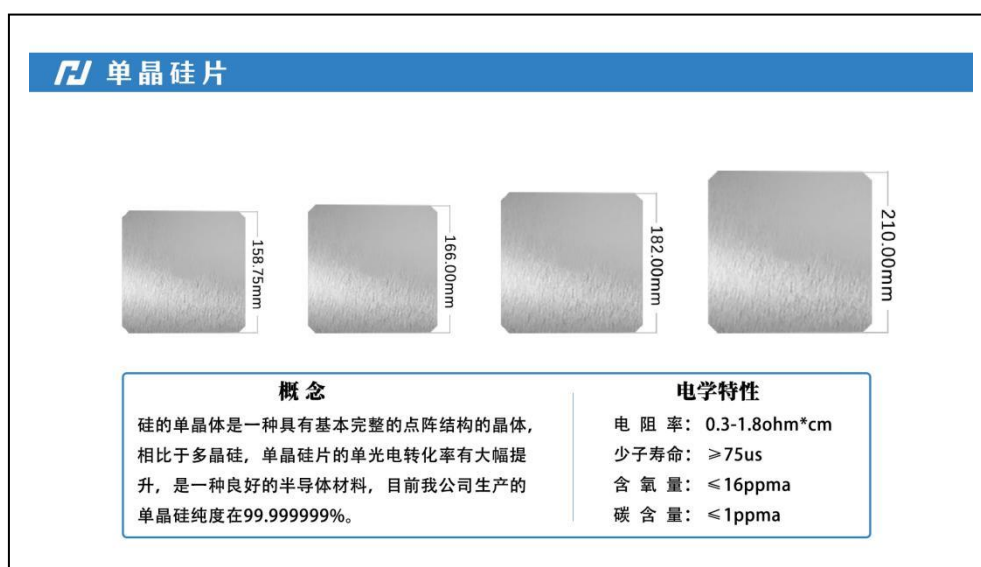 单晶硅片
158.75mm
166.00mm
182.00mm
210.00mm
概念
硅的单晶体是一种具有基本完整的点阵结构的晶体，
相比于多晶硅，单晶硅片的单光电转化率有大幅提
升，是一种良好的半导体材料，目前我公司生产的
单晶硅纯度在99.999999%。
电学特性
电 阻 率： 0.3-1.8ohm*cm
少子寿命： ≥75us
含 氧 量： ≤16ppma
碳 含 量： ≤1ppma